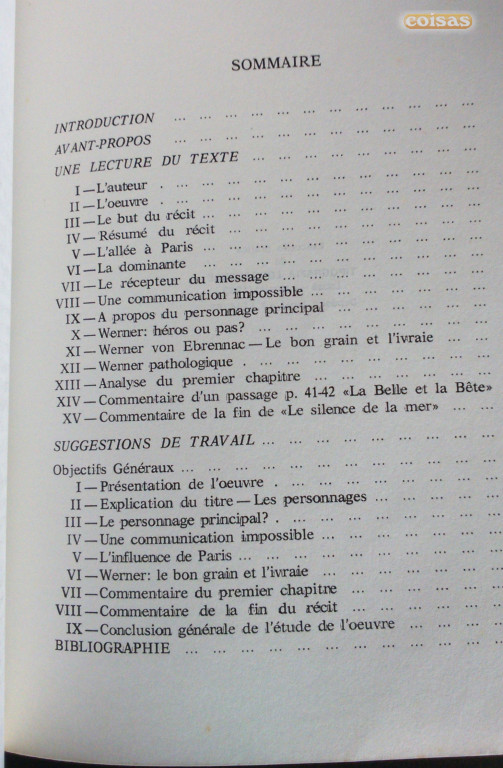 coisas
SOMMAIRE
INTRODUCTION ... ... ... ... ... ... ... ... ... ...
AVANT-PROPOS ... ... ... ... ... ... ... ... ... ...
UNE LECTURE DU TEXTE ... ... ... ... ... ... ... ...
I — L'auteur . ... ... ... ... ... ... ... ... ... ...
II — L'oeuvre . ... ... ... ... ... ... ... ... ... ...
III — Le but du récit ... ... ... ... ... ... ... ... ...
IV — Résumé du récit ... ... ... ... ... ... ... ...
V — L'allée à Paris ... ... ... ... ... ... ... ... ...
VI — La dominante ... ... ... ... ... ... ... ... ...
VII — Le récepteur du message ... ... ... ... ... ...
VIII — Une communication impossible ... ... ... ... ...
IX — A propos du personnage principal ... ... ... ...
X — Werner: héros ou pas? ... ... ... ... ... ... ...
XI — Werner von Ebrennac — Le bon grain et l'ivraie ... ...
XII — Werner pathologique . ... ... ... ... ... ... ...
XIII — Analyse du premier chapitre ... ... ... ... ... ...
XIV — Commentaire d'un passage p. 41-42 «La Belle et la Bête»
XV — Commentaire de la fin de «Le silence de la mer» ... ...
SUGGESTIONS DE TRAVAIL ... ... ... ... ... ... ... ...
Objectifs Généraux ... ... ... ... ... ... ... ... ... ...
I — Présentation de l'oeuvre . ... ... ... ... ... ... ...
II — Explication du titre — Les personnages ... ... ... ...
III — Le personnage principal? . ... ... ... ... ... ... ...
IV — Une communication impossible ... ... ... ... ... ...
V — L'influence de Paris ... ... ... ... ... ... ... ...
VI — Werner: le bon grain et l'ivraie ... ... ... ... ...
VII — Commentaire du premier chapitre ... ... ... ... ...
VIII — Commentaire de la fin du récit ... ... ... ... ...
IX — Conclusion générale de l'étude de l'oeuvre ... ... ...
BIBLIOGRAPHIE ... ... ... ... ... ... ... ... ... ...